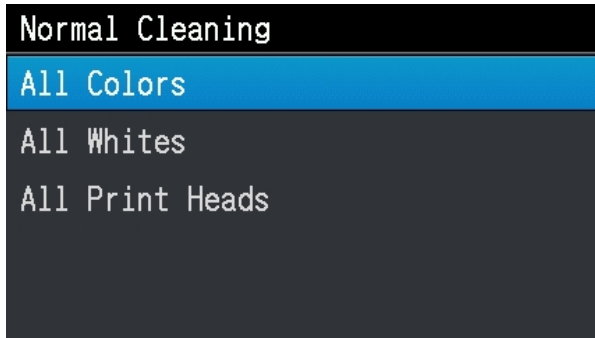 Normal Cleaning
All Colors
All Whites
All Print Heads